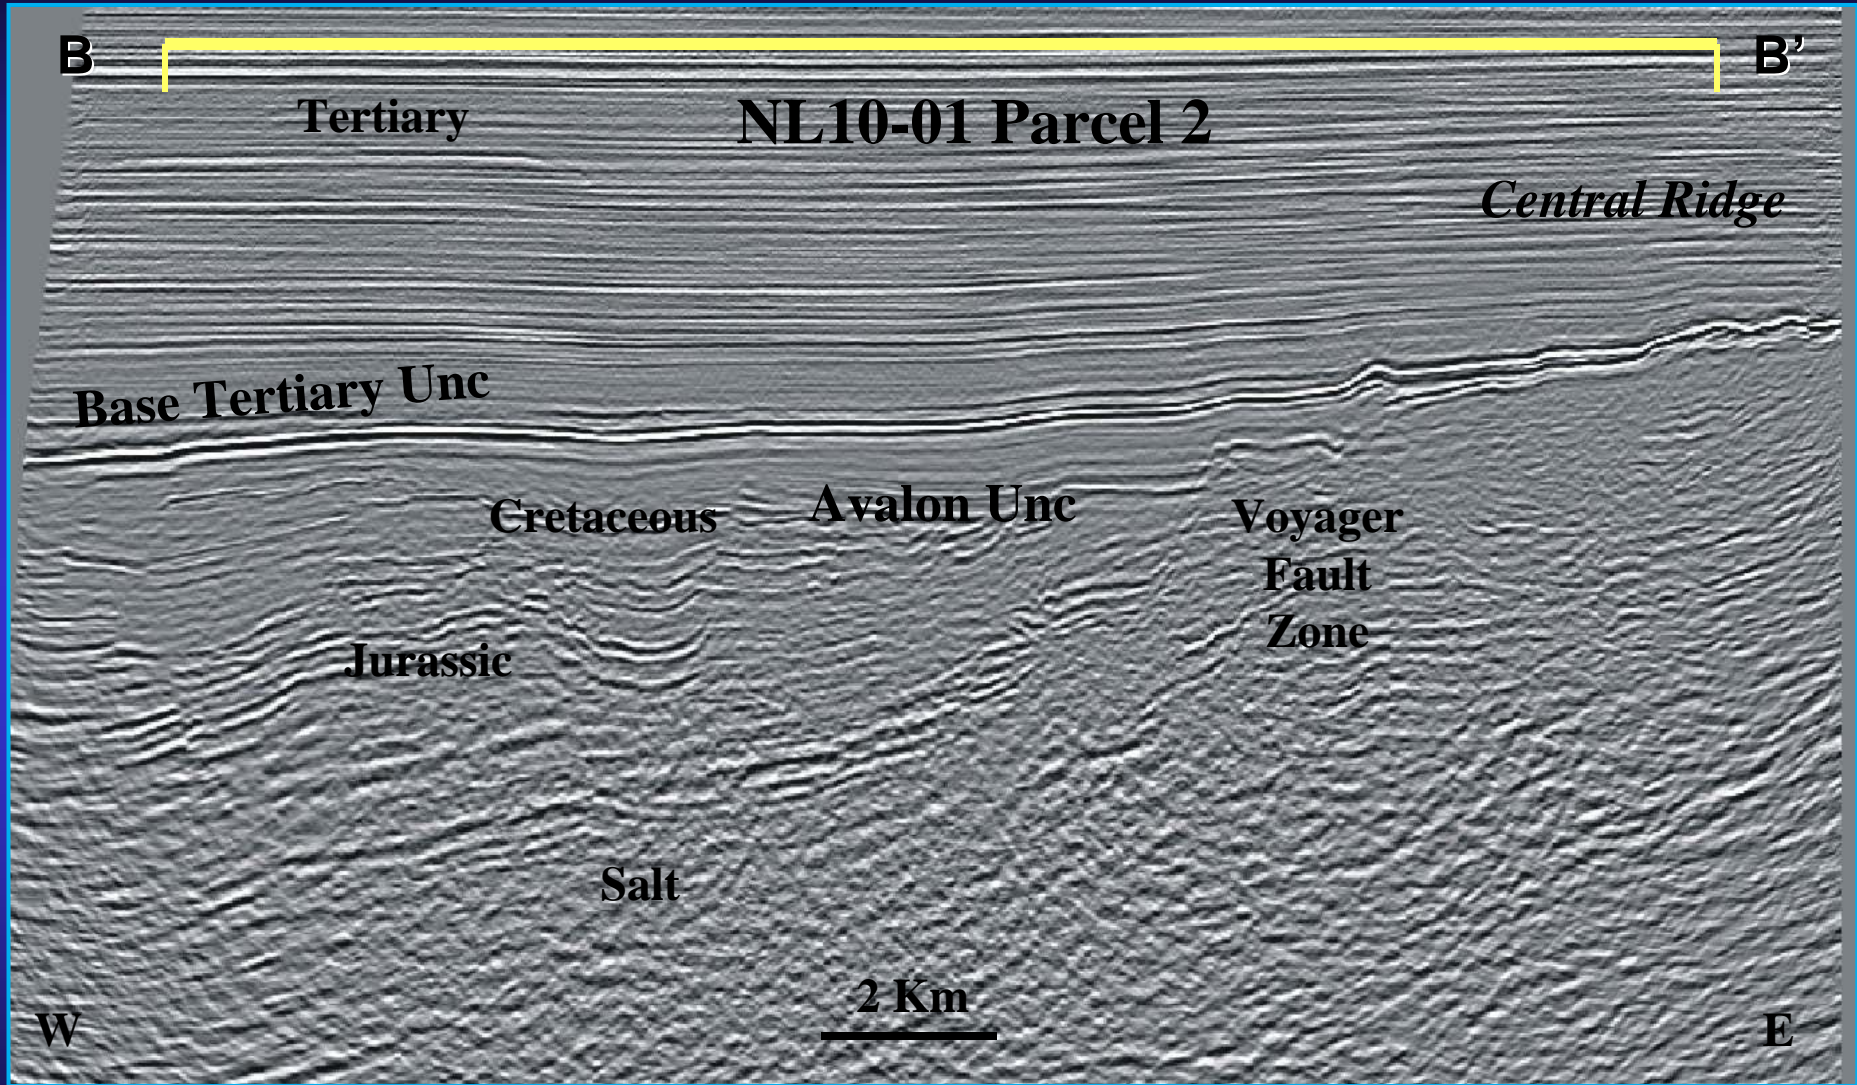 B
B’
Tertiary
NL10-01 Parcel 2
Central Ridge
Base Tertiary Unc
Cretaceous
Avalon Unc
Voyager
Fault
Zone
Jurassic
Salt
2 Km
W
E